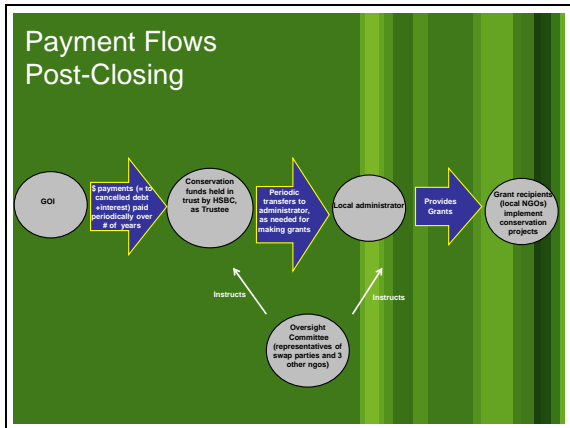 Payment Flows
Post-Closing
GOI
$ payments (= to
cancelled debt
+interest) paid
periodically over
# of years
Conservation
funds held in
trust by HSBC,
as Trustee
Periodic
transfers to
administrator,
as needed for
making grants
Local administrator
Provides
Grants
Grant recipients
(local NGOs)
implement
conservation
projects
Instructs
Instructs
Oversight
Committee
(representatives of
swap parties and 3
other ngos)